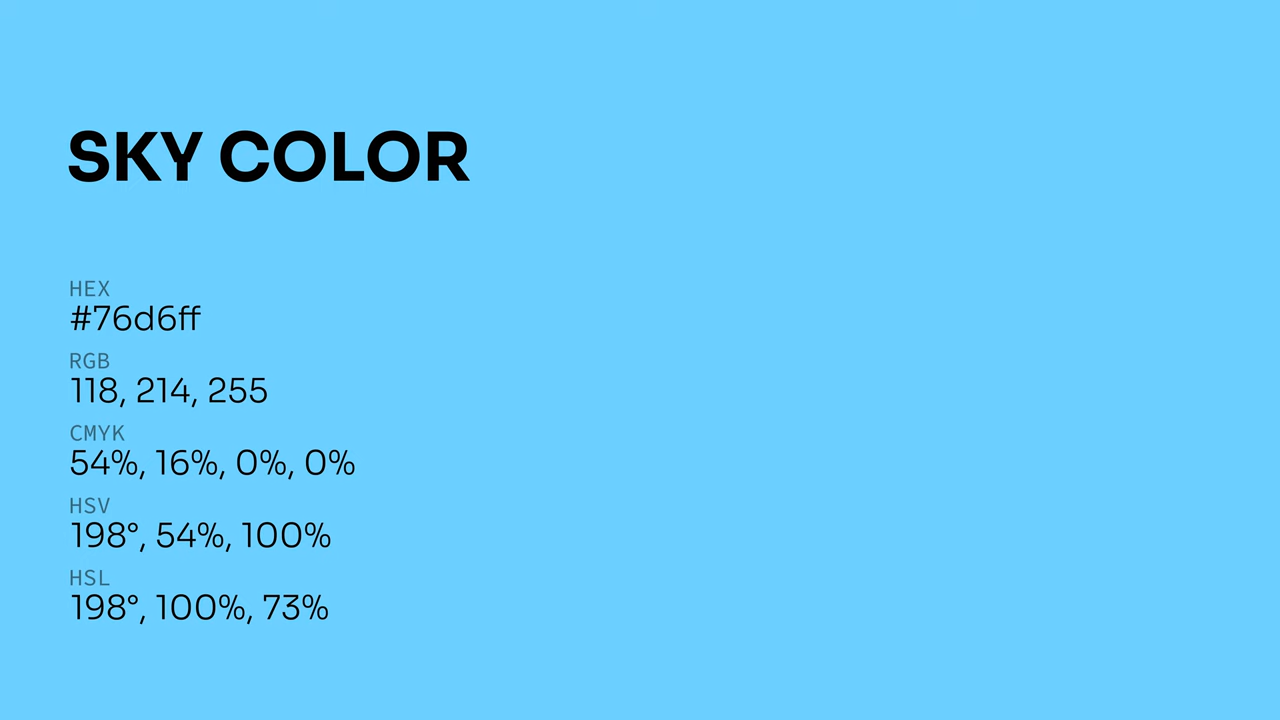 SKY COLOR
HEX
#76d6ff
RGB
118, 214, 255
CMYK
54%, 16%, 0%, 0%
HSV
198°, 54%, 100%
HSL
198°, 100%, 73%